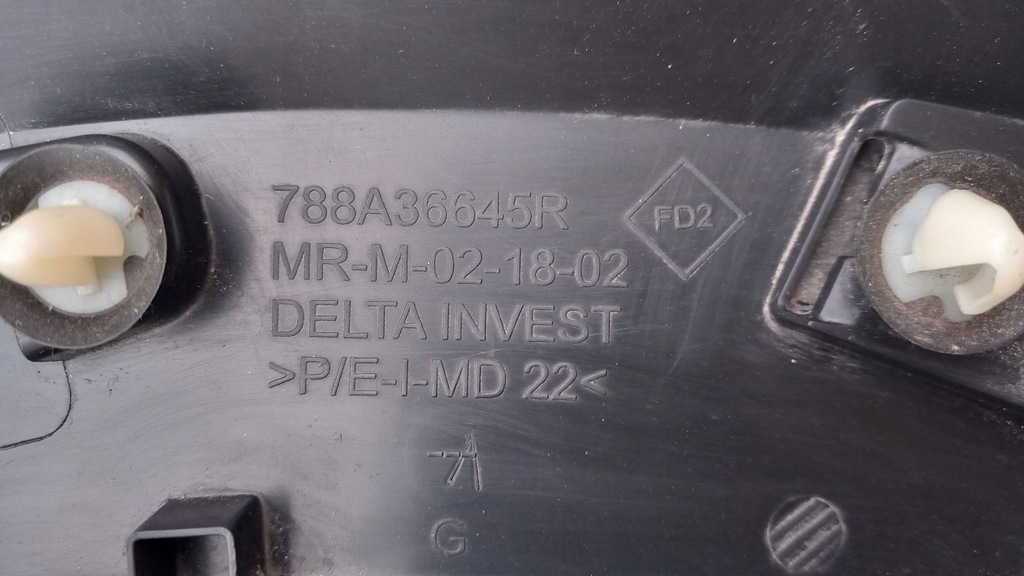 788A36645R
FD2
MR-M-02-18-02
DELTA INVEST
>P/E-I-MD 22<
G